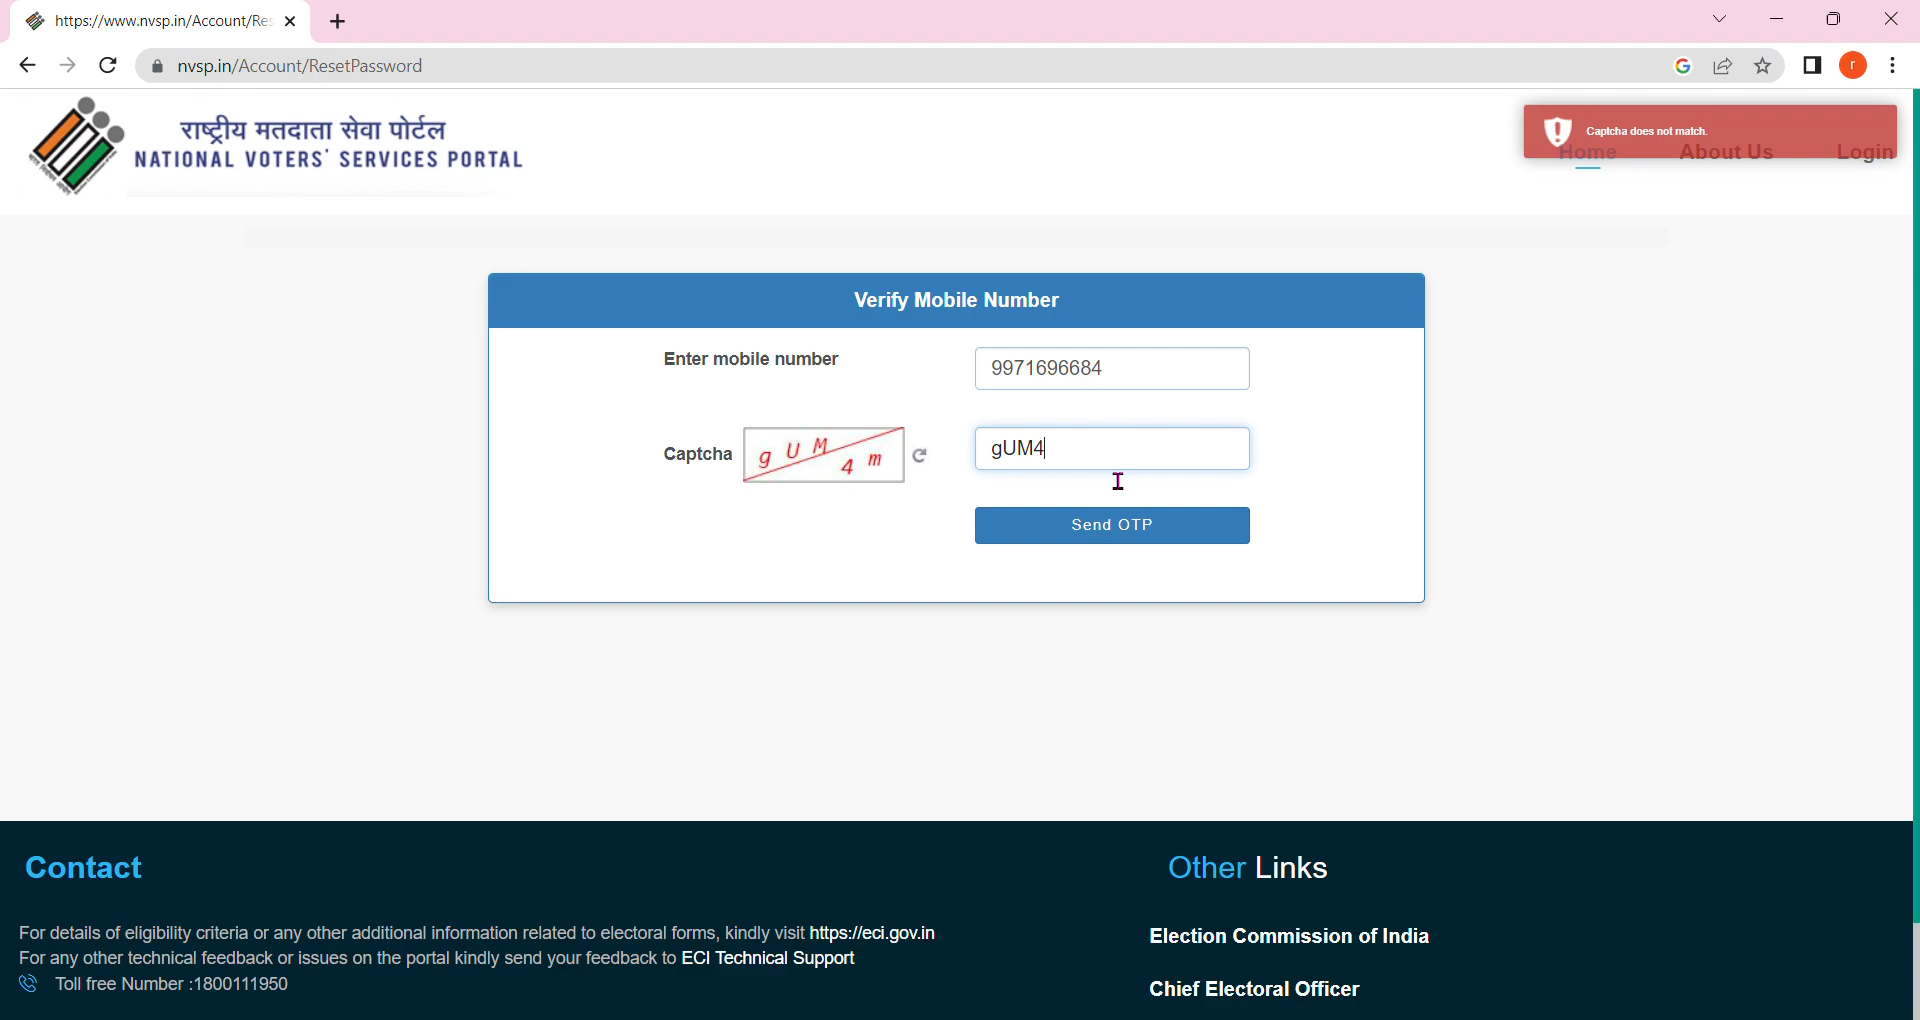 https://www.nvsp.in/Account/Res
nvsp.in/Account/ResetPassword
r
राष्ट्रीय मतदाता सेवा पोर्टल
NATIONAL VOTERS' SERVICES PORTAL
Captcha does not match.
Home About Us Login
Verify Mobile Number
Enter mobile number 9971696684
Captcha g U M 4 m gUM4
Send OTP
Contact
Other Links
For details of eligibility criteria or any other additional information related to electoral forms, kindly visit https://eci.gov.in
For any other technical feedback or issues on the portal kindly send your feedback to ECI Technical Support
Toll free Number :1800111950
Election Commission of India
Chief Electoral Officer